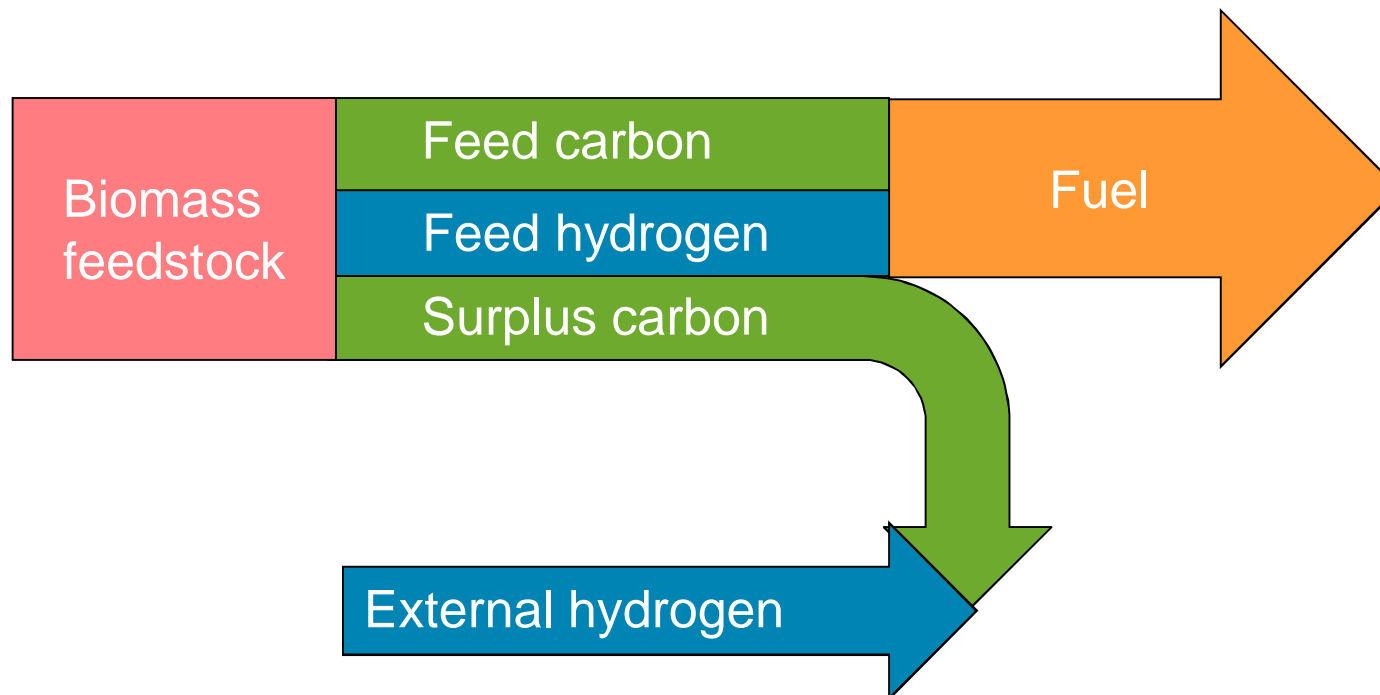 Biomass
feedstock
Feed carbon
Feed hydrogen
Surplus carbon
Fuel
External hydrogen